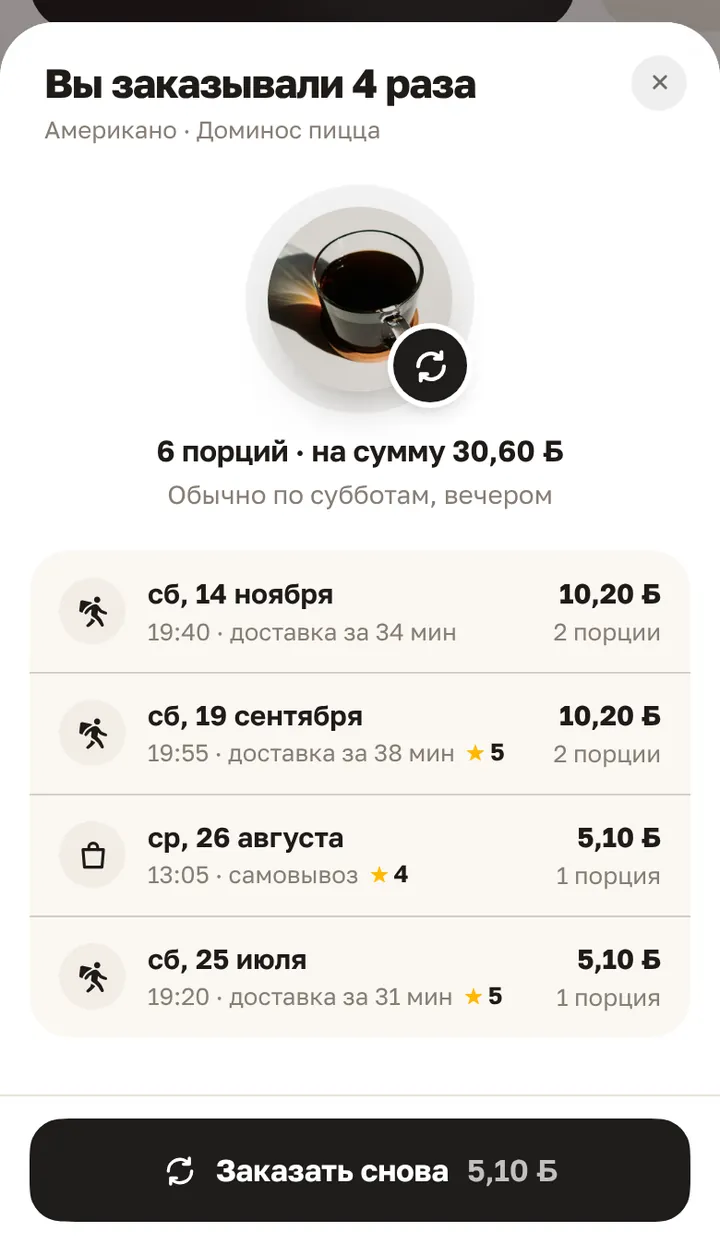 Вы заказывали 4 раза
Американо · Доминос пицца
6 порций · на сумму 30,60 Б
Обычно по субботам, вечером
сб, 14 ноября 10,20 Б
19:40 · доставка за 34 мин 2 порции
сб, 19 сентября 10,20 Б
19:55 · доставка за 38 мин ★ 5 2 порции
ср, 26 августа 5,10 Б
13:05 · самовывоз ★ 4 1 порция
сб, 25 июля 5,10 Б
19:20 · доставка за 31 мин ★ 5 1 порция
Заказать снова 5,10 Б